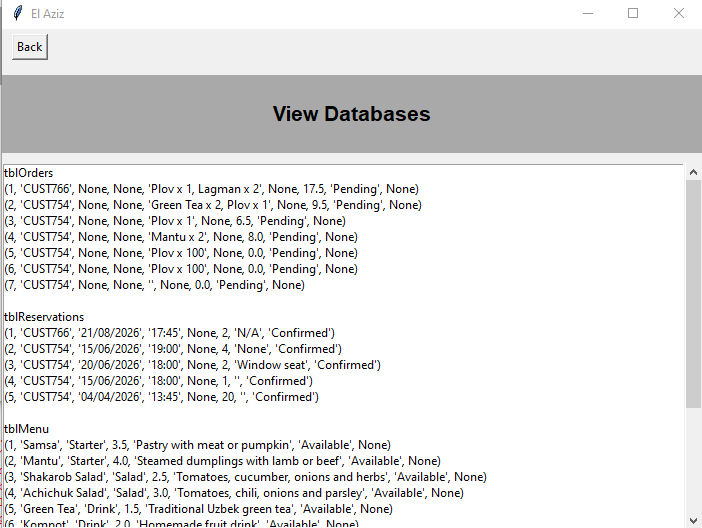 El Aziz
Back
View Databases
tblOrders
(1, 'CUST766', None, None, 'Plov x 1, Lagman x 2', None, 17.5, 'Pending', None)
(2, 'CUST754', None, None, 'Green Tea x 2, Plov x 1', None, 9.5, 'Pending', None)
(3, 'CUST754', None, None, 'Plov x 1', None, 6.5, 'Pending', None)
(4, 'CUST754', None, None, 'Mantu x 2', None, 8.0, 'Pending', None)
(5, 'CUST754', None, None, 'Plov x 100', None, 0.0, 'Pending', None)
(6, 'CUST754', None, None, 'Plov x 100', None, 0.0, 'Pending', None)
(7, 'CUST754', None, None, '', None, 0.0, 'Pending', None)
tblReservations
(1, 'CUST766', '21/08/2026', '17:45', None, 2, 'N/A', 'Confirmed')
(2, 'CUST754', '15/06/2026', '19:00', None, 4, 'None', 'Confirmed')
(3, 'CUST754', '20/06/2026', '18:00', None, 2, 'Window seat', 'Confirmed')
(4, 'CUST754', '15/06/2026', '18:00', None, 1, '', 'Confirmed')
(5, 'CUST754', '04/04/2026', '13:45', None, 20, '', 'Confirmed')
tblMenu
(1, 'Samsa', 'Starter', 3.5, 'Pastry with meat or pumpkin', 'Available', None)
(2, 'Mantu', 'Starter', 4.0, 'Steamed dumplings with lamb or beef', 'Available', None)
(3, 'Shakarob Salad', 'Salad', 2.5, 'Tomatoes, cucumber, onions and herbs', 'Available', None)
(4, 'Achichuk Salad', 'Salad', 3.0, 'Tomatoes, chili, onions and parsley', 'Available', None)
(5, 'Green Tea', 'Drink', 1.5, 'Traditional Uzbek green tea', 'Available', None)
(6, 'Kompot', 'Drink', 2.0, 'Homemade fruit drink', 'Available', None)